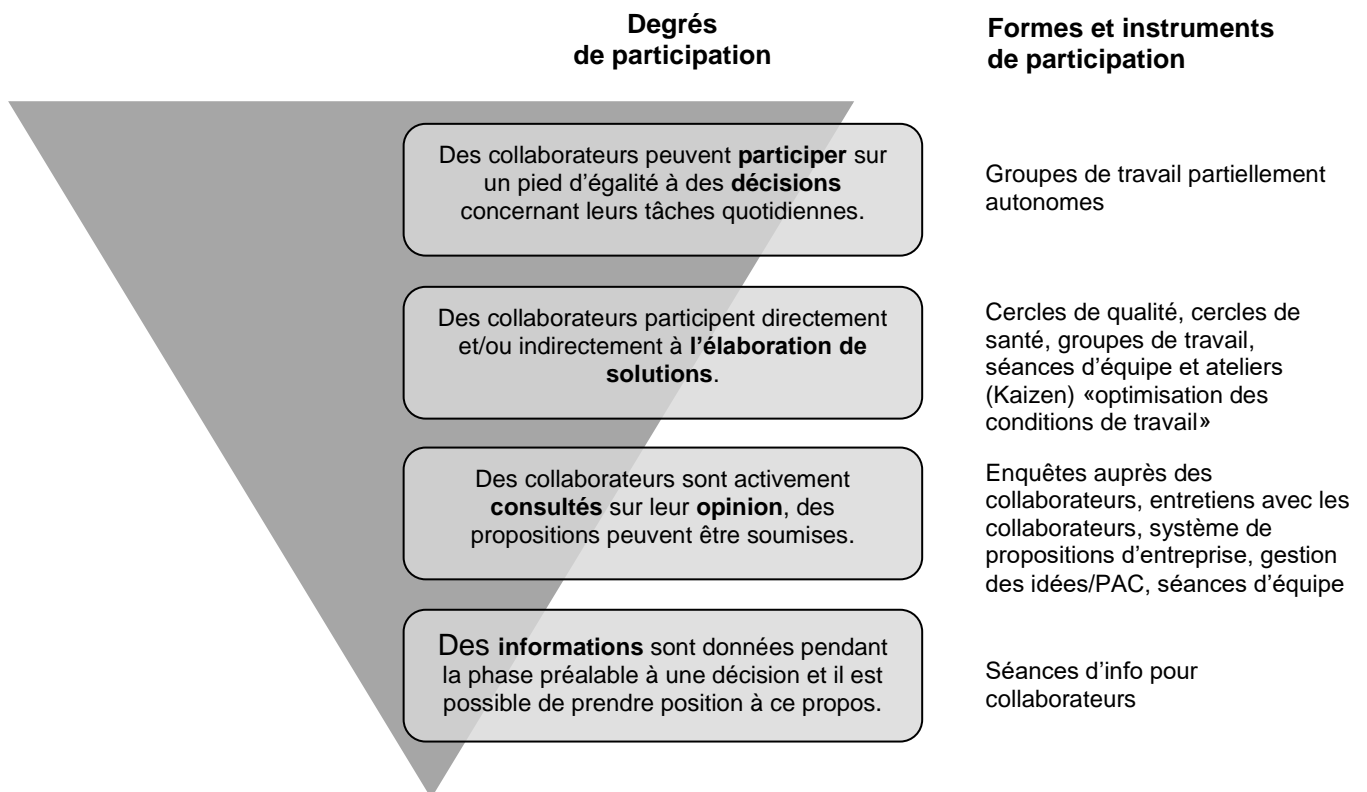 Degrés
de participation
Formes et instruments
de participation
Des collaborateurs peuvent participer sur
un pied d’égalité à des décisions
concernant leurs tâches quotidiennes.
Groupes de travail partiellement
autonomes
Des collaborateurs participent directement
et/ou indirectement à l’élaboration de
solutions.
Cercles de qualité, cercles de
santé, groupes de travail,
séances d’équipe et ateliers
(Kaizen) «optimisation des
conditions de travail»
Des collaborateurs sont activement
consultés sur leur opinion, des
propositions peuvent être soumises.
Enquêtes auprès des
collaborateurs, entretiens avec les
collaborateurs, système de
propositions d’entreprise, gestion
des idées/PAC, séances d’équipe
Des informations sont données pendant
la phase préalable à une décision et il est
possible de prendre position à ce propos.
Séances d’info pour
collaborateurs